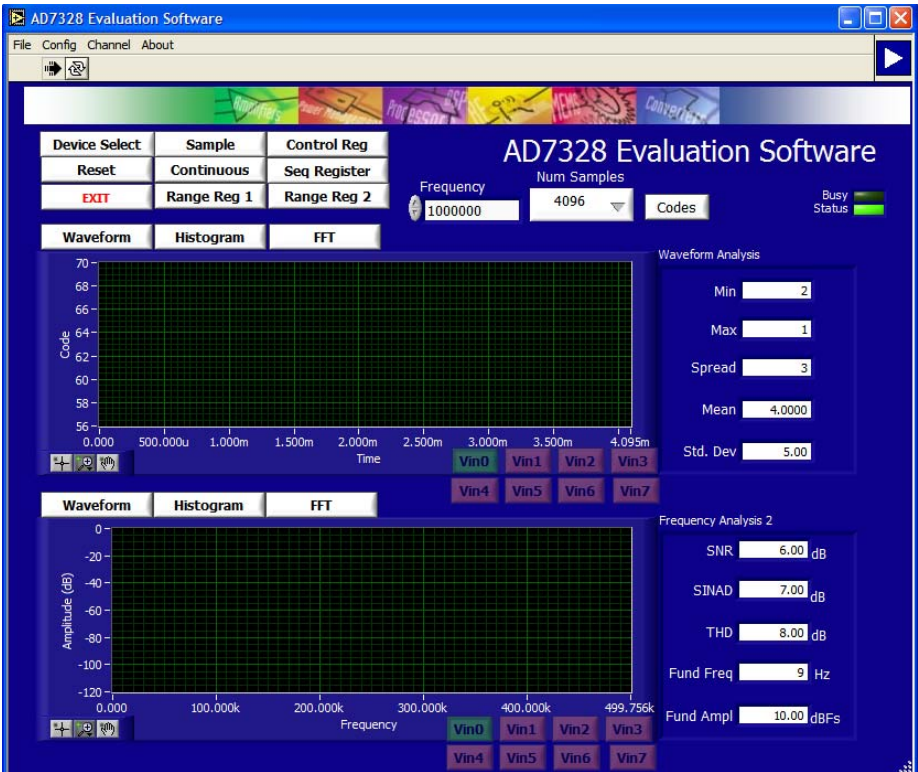 AD7328 Evaluation Software
File Config Channel About
Amplifiers Power Management Processors DSP MEMS Converters
AD7328 Evaluation Software
Device Select Sample Control Reg
Reset Continuous Seq Register
EXIT Range Reg 1 Range Reg 2
Frequency
1000000
Num Samples
4096
Codes
Busy
Status
Waveform Histogram FFT
Code
70
68
66
64
62
60
58
56
0.000 500.000u 1.000m 1.500m 2.000m 2.500m 3.000m 3.500m 4.095m
Time
Vin0 Vin1 Vin2 Vin3
Vin4 Vin5 Vin6 Vin7
Waveform Analysis
Min 2
Max 1
Spread 3
Mean 4.0000
Std. Dev 5.00
Waveform Histogram FFT
Amplitude (dB)
0
-20
-40
-60
-80
-100
-120
0.000 100.000k 200.000k 300.000k 400.000k 499.756k
Frequency
Vin0 Vin1 Vin2 Vin3
Vin4 Vin5 Vin6 Vin7
Frequency Analysis 2
SNR 6.00 dB
SINAD 7.00 dB
THD 8.00 dB
Fund Freq 9 Hz
Fund Ampl 10.00 dBFs